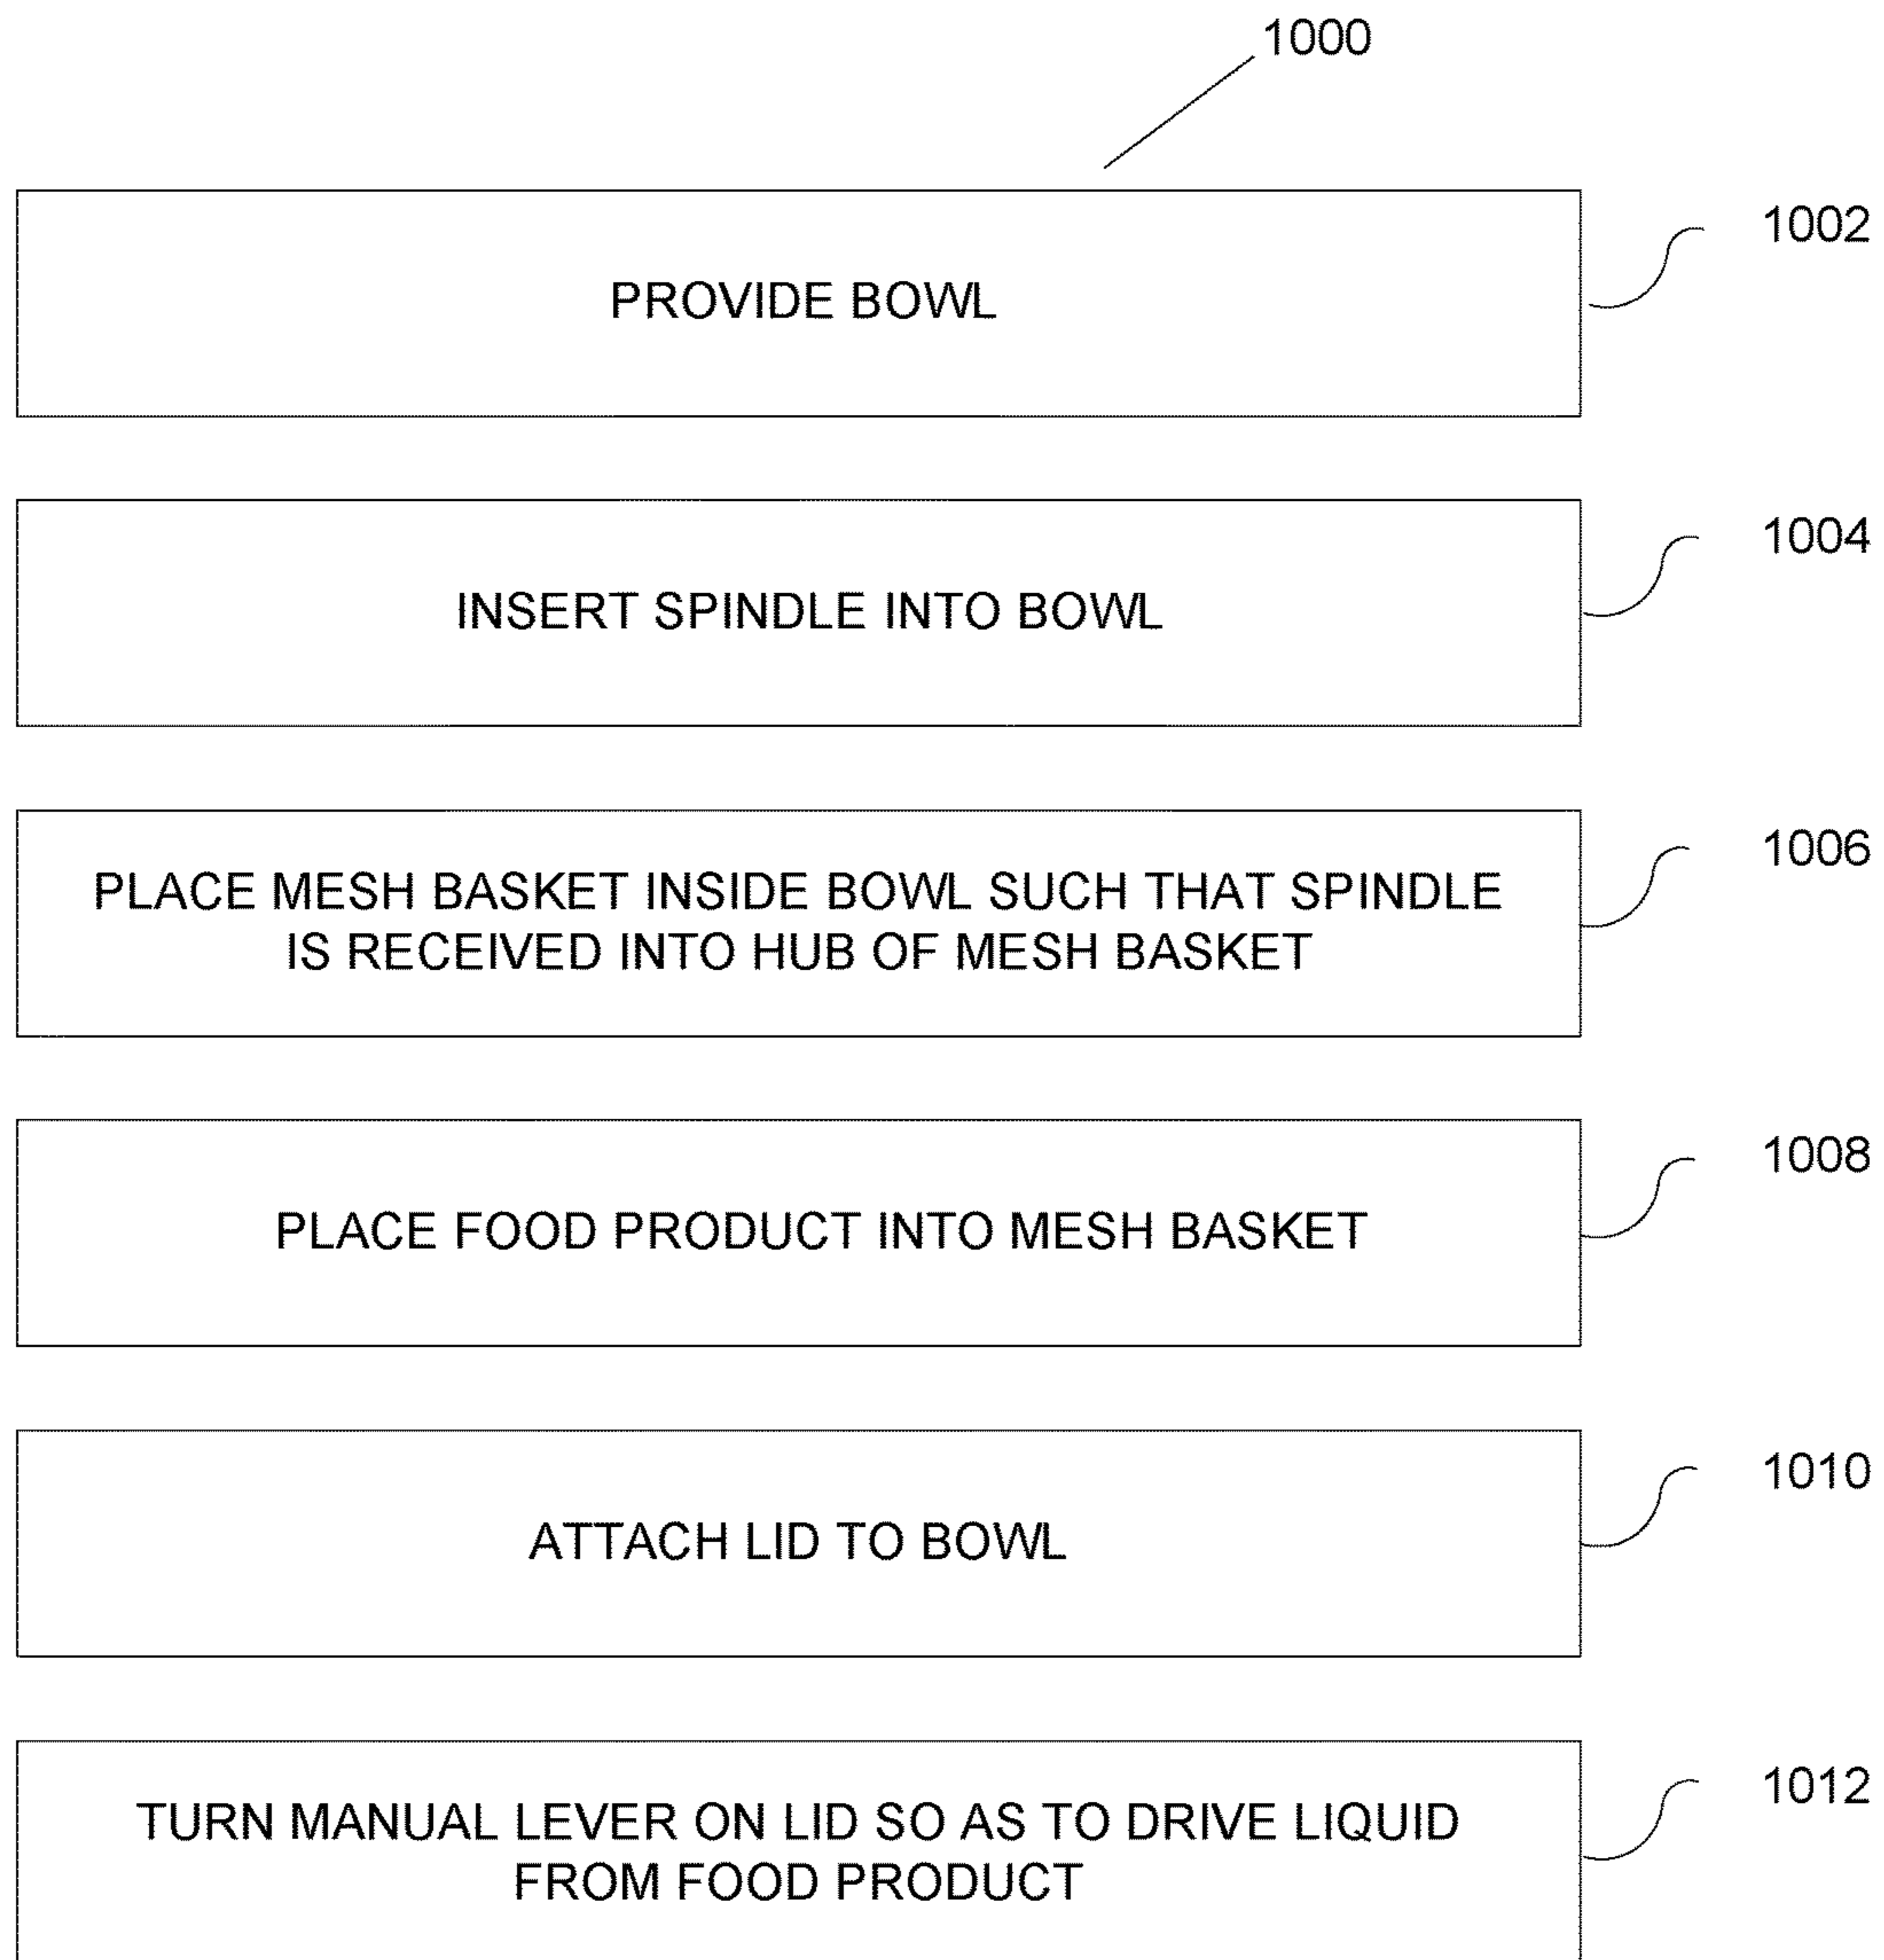 1000
1002
PROVIDE BOWL
1004
INSERT SPINDLE INTO BOWL
1006
PLACE MESH BASKET INSIDE BOWL SUCH THAT SPINDLE
IS RECEIVED INTO HUB OF MESH BASKET
1008
PLACE FOOD PRODUCT INTO MESH BASKET
1010
ATTACH LID TO BOWL
1012
TURN MANUAL LEVER ON LID SO AS TO DRIVE LIQUID
FROM FOOD PRODUCT